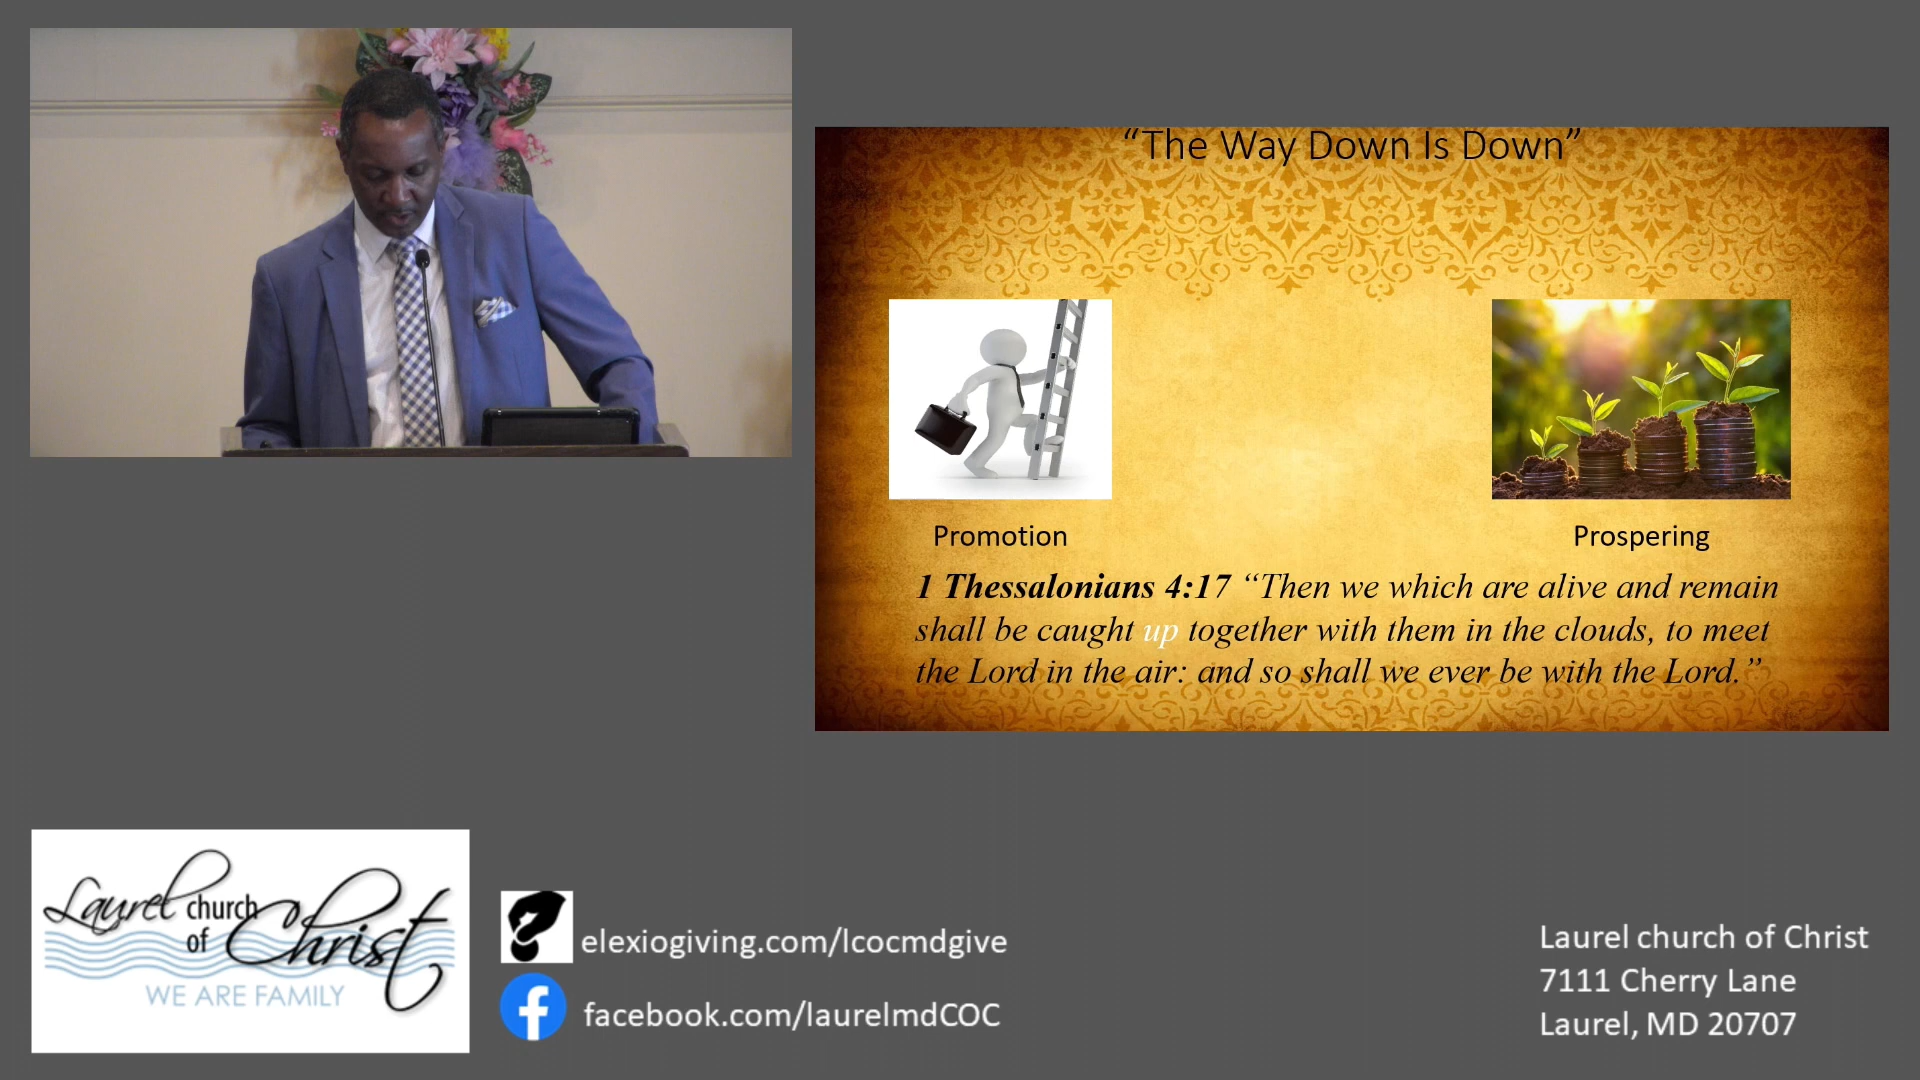 “The Way Down Is Down”
Promotion
Prospering
1 Thessalonians 4:17 “Then we which are alive and remain
shall be caught up together with them in the clouds, to meet
the Lord in the air: and so shall we ever be with the Lord.”
Laurel church
of Christ
WE ARE FAMILY
elexiogiving.com/lcocmdgive
facebook.com/laurelmdCOC
Laurel church of Christ
7111 Cherry Lane
Laurel, MD 20707